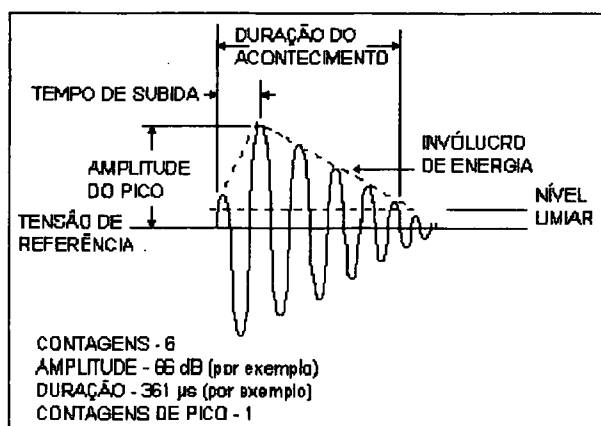 DURAÇÃO DO
ACONTECIMENTO
TEMPO DE SUBIDA
AMPLITUDE
DO PICO
INVÓLUCRO
DE ENERGIA
NÍVEL
LIMIAR
TENSÃO DE
REFERÊNCIA
CONTAGENS - 6
AMPLITUDE - 66 dB (por exemplo)
DURAÇÃO - 361 µs (por exemplo)
CONTAGENS DE PICO - 1